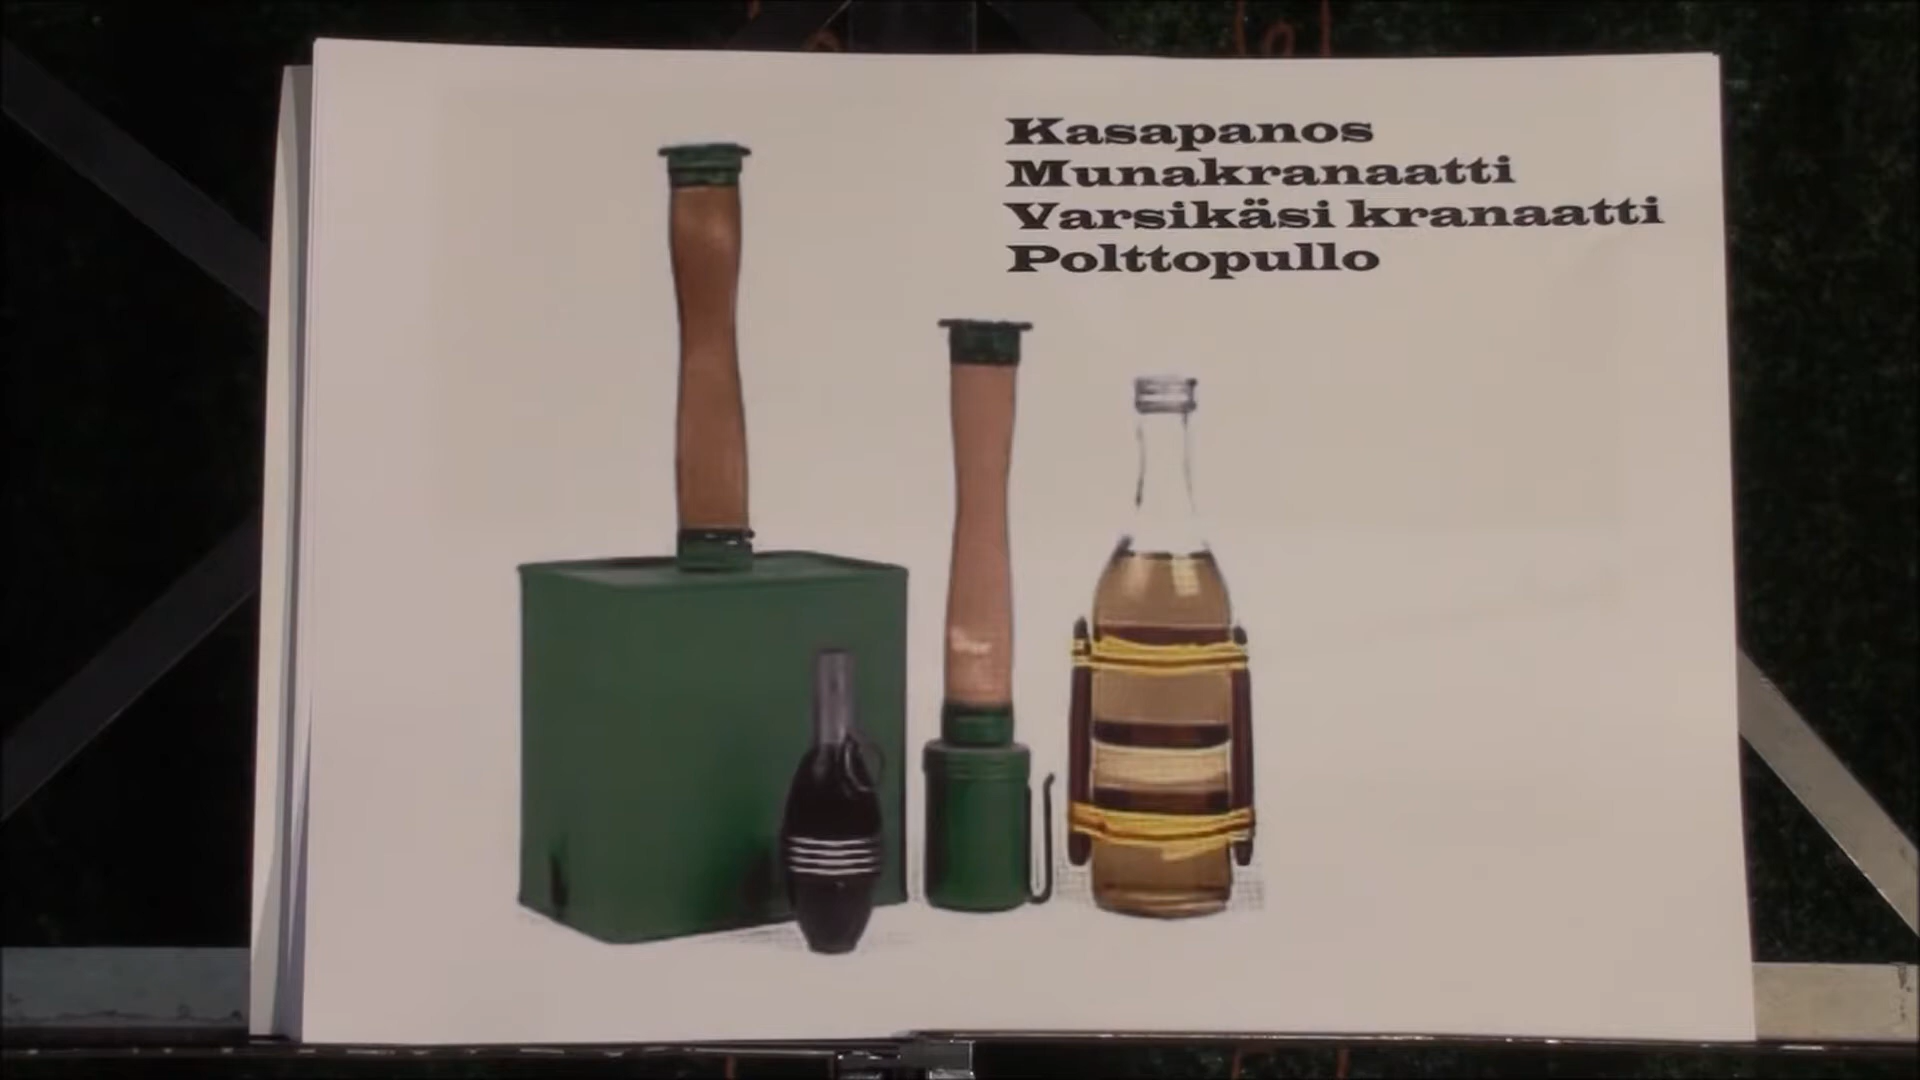 Kasapanos
Munakranaatti
Varsikäsi kranaatti
Polttopullo